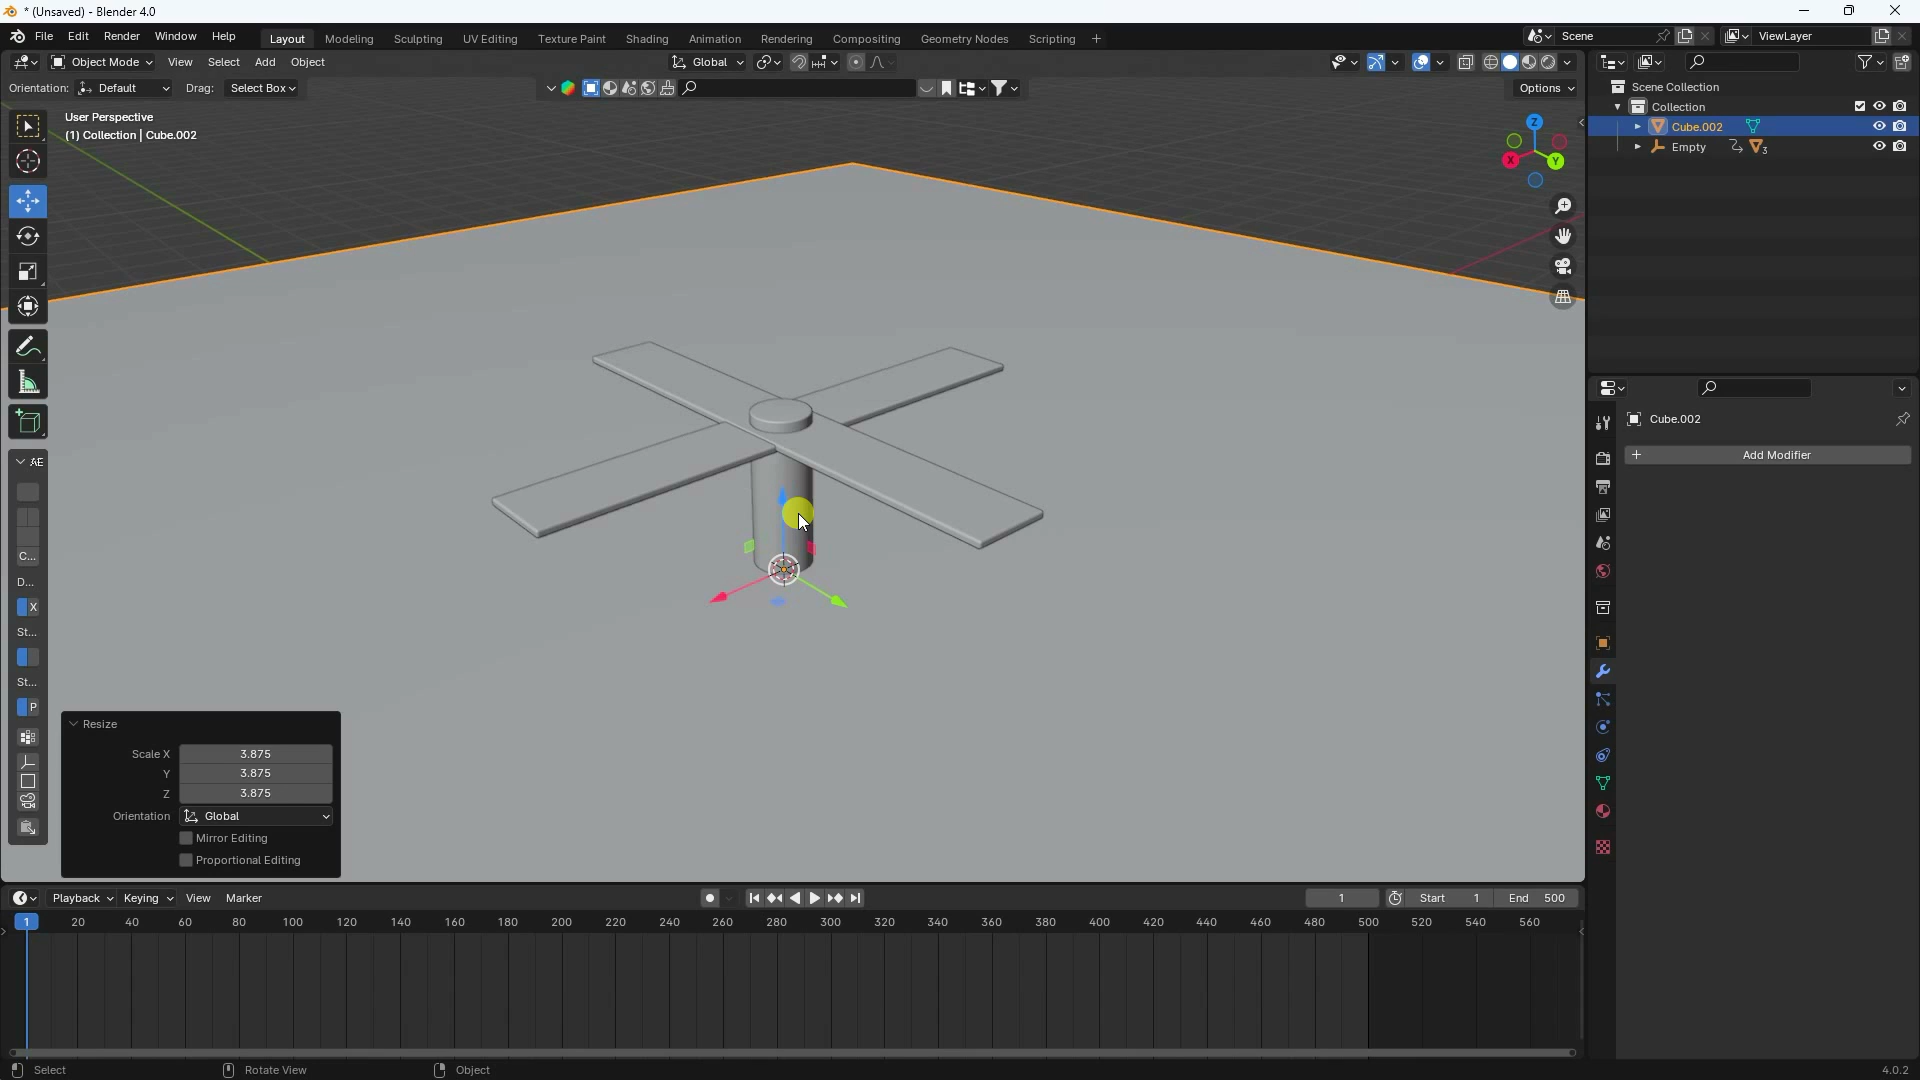 * (Unsaved) - Blender 4.0
File Edit Render Window Help Layout Modeling Sculpting UV Editing Texture Paint Shading Animation Rendering Compositing Geometry Nodes Scripting + Scene ViewLayer
Object Mode View Select Add Object Global
Orientation: Default Drag: Select Box Options
User Perspective
(1) Collection | Cube.002
Scene Collection
Collection
Cube.002
Empty 3
Z
X Y
Cube.002
+ Add Modifier
AE
C...
D...
X
St...
St...
P
Resize
Scale X 3.875
Y 3.875
Z 3.875
Orientation Global
Mirror Editing
Proportional Editing
Playback Keying View Marker 1 Start 1 End 500
1 20 40 60 80 100 120 140 160 180 200 220 240 260 280 300 320 340 360 380 400 420 440 460 480 500 520 540 560
Select Rotate View Object 4.0.2